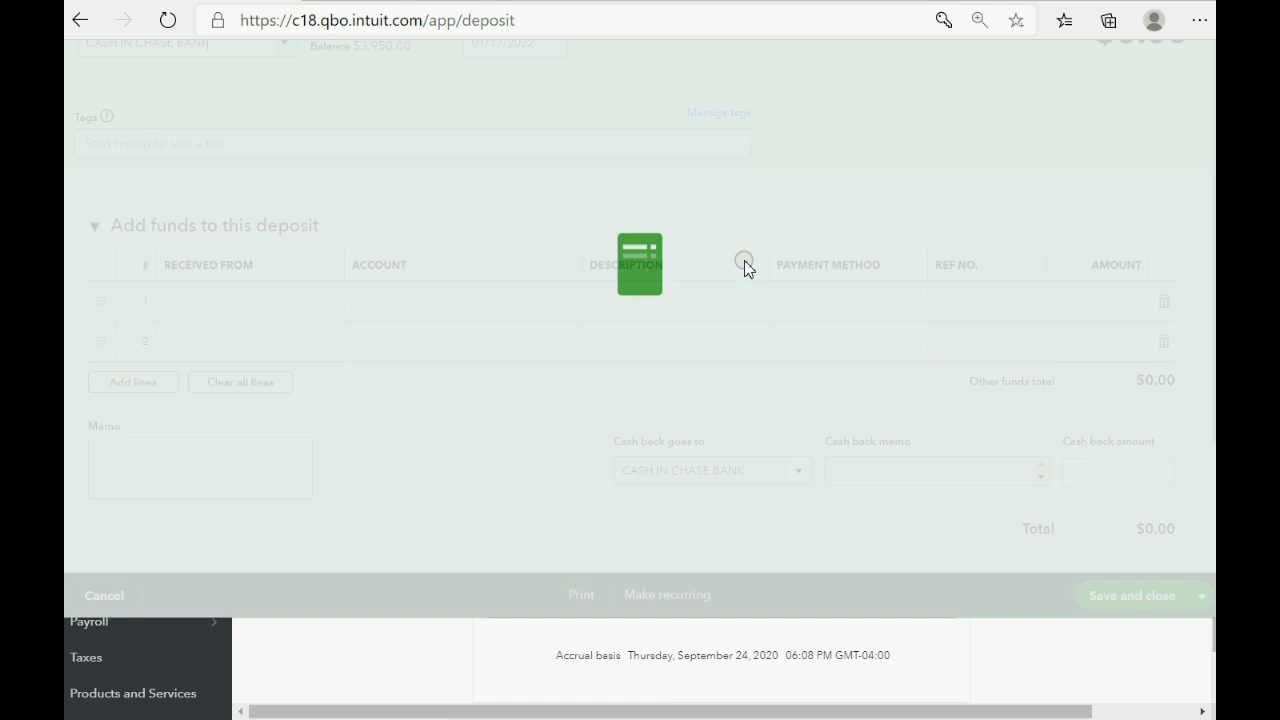 https://c18.qbo.intuit.com/app/deposit
CASH IN CHASE BANK Balance $3,950.00 01/17/2022
Tags ? Manage tags
Start typing to add a tag
Add funds to this deposit
# RECEIVED FROM ACCOUNT DESCRIPTION PAYMENT METHOD REF NO. AMOUNT
1
2
Add lines Clear all lines Other funds total $0.00
Memo Cash back goes to Cash back memo Cash back amount
CASH IN CHASE BANK
Total $0.00
Cancel Print Make recurring Save and close
Payroll
Taxes Accrual basis Thursday, September 24, 2020 06:08 PM GMT-04:00
Products and Services